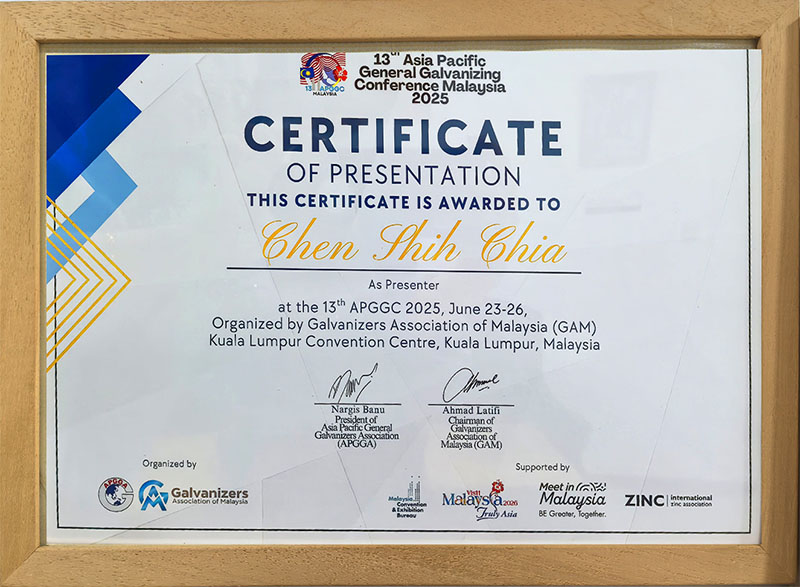 13th Asia Pacific
General Galvanizing
Conference Malaysia
2025
13th APGGC
MALAYSIA
CERTIFICATE
OF PRESENTATION
THIS CERTIFICATE IS AWARDED TO
Chen Shih Chia
As Presenter
at the 13th APGGC 2025, June 23-26,
Organized by Galvanizers Association of Malaysia (GAM)
Kuala Lumpur Convention Centre, Kuala Lumpur, Malaysia
Nargis Banu
President of
Asia Pacific General
Galvanizers Association
(APGGA)
Ahmad Latifi
Chairman of
Galvanizers
Association of
Malaysia (GAM)
Organized by
APGGA
Galvanizers
Association of Malaysia
Supported by
Malaysia
Convention
& Exhibition
Bureau
Visit
Malaysia 2026
Truly Asia
Meet in
Malaysia
BE Greater, Together.
ZINC international
zinc association